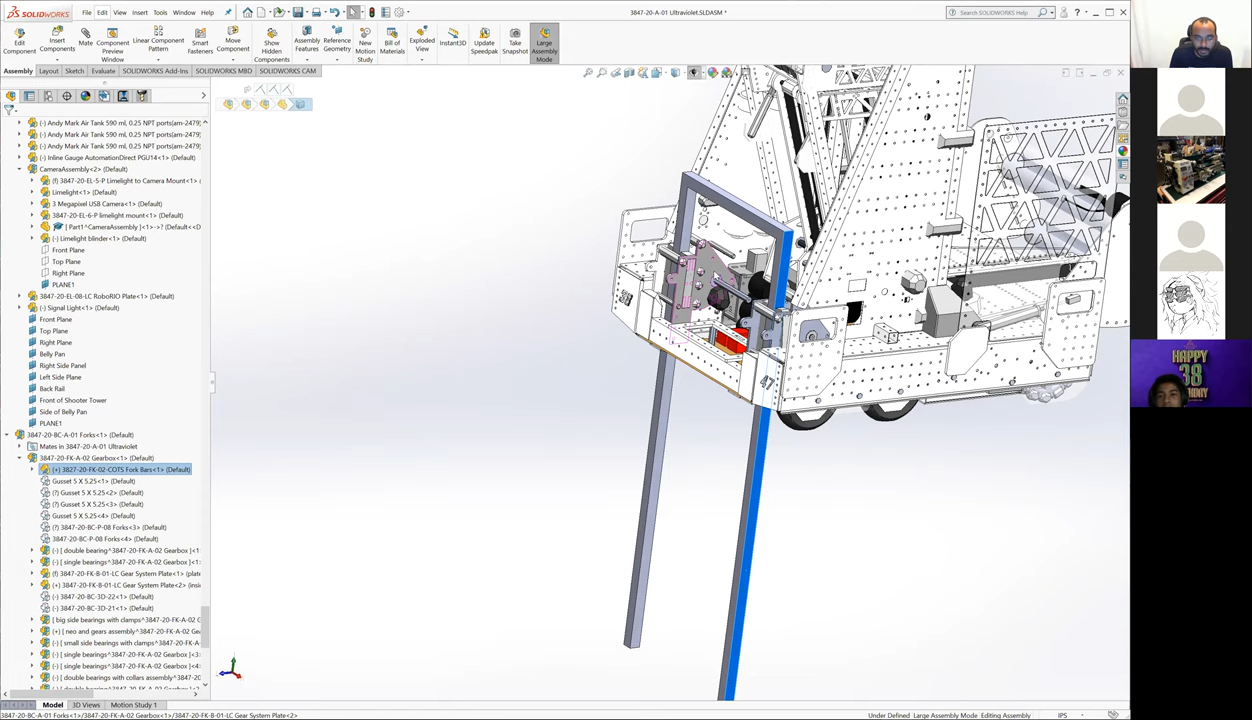 SOLIDWORKS
File
Edit
View
Insert
Tools
Window
Help
3847-20-A-01 Ultraviolet.SLDASM *
Search SOLIDWORKS Help
Edit Component
Insert Components
Mate
Component Preview Window
Linear Component Pattern
Smart Fasteners
Move Component
Show Hidden Components
Assembly Features
Reference Geometry
New Motion Study
Bill of Materials
Exploded View
Instant3D
Update Speedpak
Take Snapshot
Large Assembly Mode
Assembly
Layout
Sketch
Evaluate
SOLIDWORKS Add-Ins
SOLIDWORKS MBD
SOLIDWORKS CAM
(-) Andy Mark Air Tank 590 ml, 0.25 NPT ports(am-2479)
(-) Andy Mark Air Tank 590 ml, 0.25 NPT ports(am-2479)
(-) Andy Mark Air Tank 590 ml, 0.25 NPT ports(am-2479)
(-) Inline Gauge AutomationDirect PGU14<1> (Default)
CameraAssembly<2> (Default)
(f) 3847-20-EL-5-P Limelight to Camera Mount<1> (
Limelight<1> (Default)
3 Megapixel USB Camera<1> (Default)
3847-20-EL-6-P limelight mount<1> (Default)
[ Part1^CameraAssembly ]<1>->? (Default<<D
(-) Limelight blinder<1> (Default)
Front Plane
Top Plane
Right Plane
PLANE1
3847-20-EL-08-LC RoboRIO Plate<1> (Default)
(-) Signal Light<1> (Default)
Front Plane
Top Plane
Right Plane
Belly Pan
Right Side Panel
Left Side Plane
Back Rail
Front of Shooter Tower
Side of Belly Pan
PLANE1
3847-20-BC-A-01 Forks<1> (Default)
Mates in 3847-20-A-01 Ultraviolet
3847-20-FK-A-02 Gearbox<1> (Default)
(+) 3827-20-FK-02-COTS Fork Bars<1> (Default)
Gusset 5 X 5.25<1> (Default)
(?) Gusset 5 X 5.25<2> (Default)
(?) Gusset 5 X 5.25<3> (Default)
Gusset 5 X 5.25<4> (Default)
(?) 3847-20-BC-P-08 Forks<3> (Default)
3847-20-BC-P-08 Forks<4> (Default)
(-) [ double bearing^3847-20-FK-A-02 Gearbox ]<1
(-) [ single bearings^3847-20-FK-A-02 Gearbox ]<1
(f) 3847-20-FK-B-01-LC Gear System Plate<1> (plate
(+) 3847-20-FK-B-01-LC Gear System Plate<2> (insi
(-) 3847-20-BC-3D-22<1> (Default)
(-) 3847-20-BC-3D-21<1> (Default)
[ big side bearings with clamps^3847-20-FK-A-02 G
(+) [ neo and gears assembly^3847-20-FK-A-02 Gea
(-) [ small side bearings with clamps^3847-20-FK-A
(-) [ single bearings^3847-20-FK-A-02 Gearbox ]<3
(-) [ single bearings^3847-20-FK-A-02 Gearbox ]<4
47
HAPPY
38
Model
3D Views
Motion Study 1
3847-20-BC-A-01 Forks<1>/3847-20-FK-A-02 Gearbox<1>/3847-20-FK-B-01-LC Gear System Plate<2>
Under Defined
Large Assembly Mode
Editing Assembly
IPS